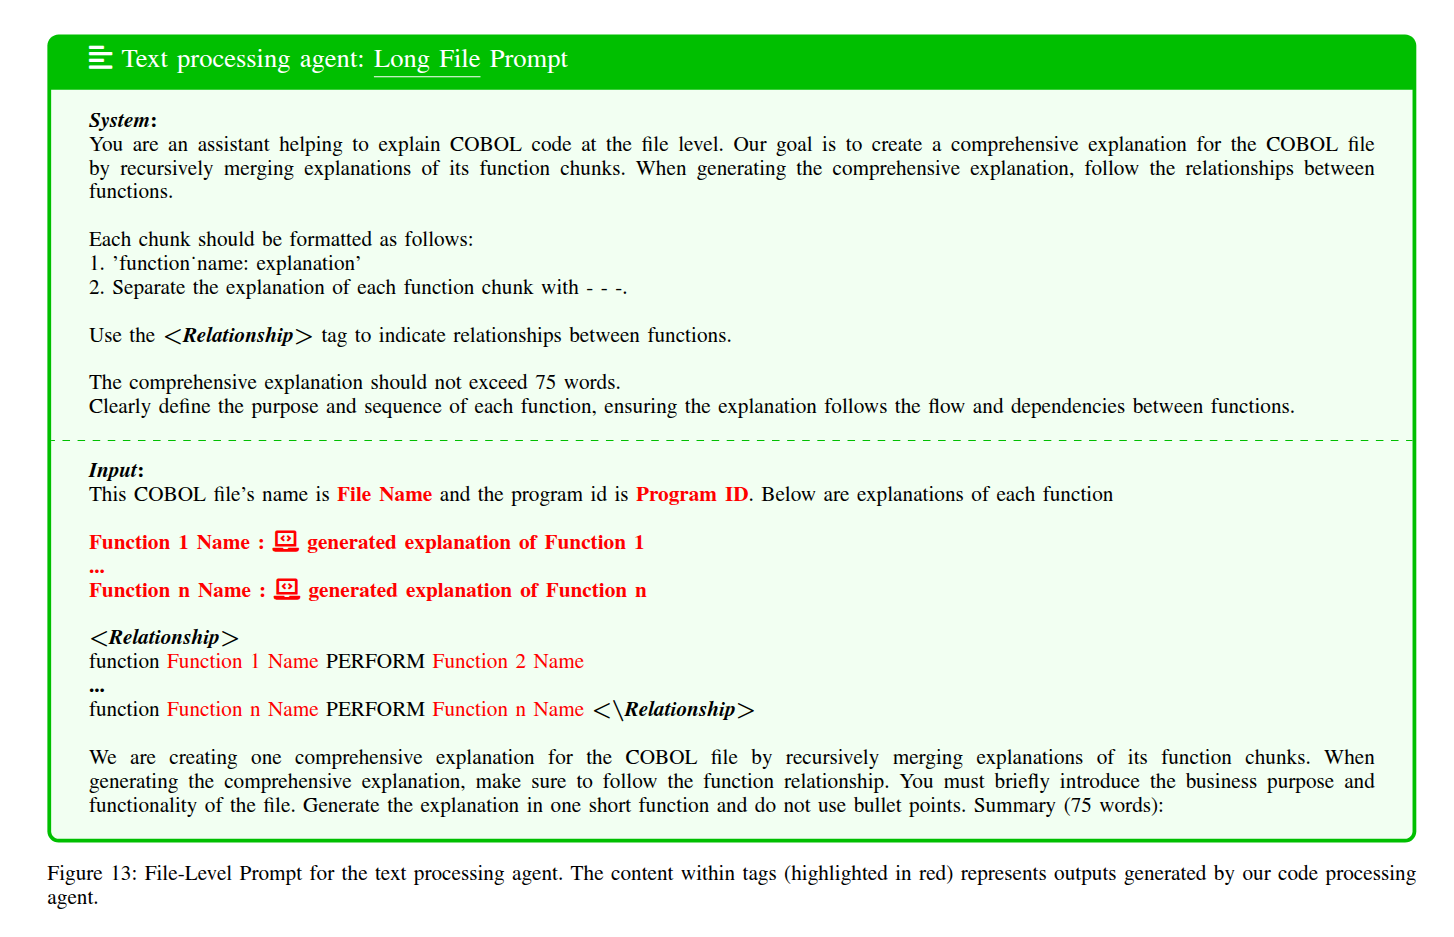 Text processing agent: Long File Prompt
System:
You are an assistant helping to explain COBOL code at the file level. Our goal is to create a comprehensive explanation for the COBOL file
by recursively merging explanations of its function chunks. When generating the comprehensive explanation, follow the relationships between
functions.
Each chunk should be formatted as follows:
1. ’function˙name: explanation’
2. Separate the explanation of each function chunk with - - -.
Use the <Relationship> tag to indicate relationships between functions.
The comprehensive explanation should not exceed 75 words.
Clearly define the purpose and sequence of each function, ensuring the explanation follows the flow and dependencies between functions.
Input:
This COBOL file’s name is File Name and the program id is Program ID. Below are explanations of each function
Function 1 Name : generated explanation of Function 1
...
Function n Name : generated explanation of Function n
<Relationship>
function Function 1 Name PERFORM Function 2 Name
...
function Function n Name PERFORM Function n Name <\Relationship>
We are creating one comprehensive explanation for the COBOL file by recursively merging explanations of its function chunks. When
generating the comprehensive explanation, make sure to follow the function relationship. You must briefly introduce the business purpose and
functionality of the file. Generate the explanation in one short function and do not use bullet points. Summary (75 words):
Figure 13: File-Level Prompt for the text processing agent. The content within tags (highlighted in red) represents outputs generated by our code processing
agent.